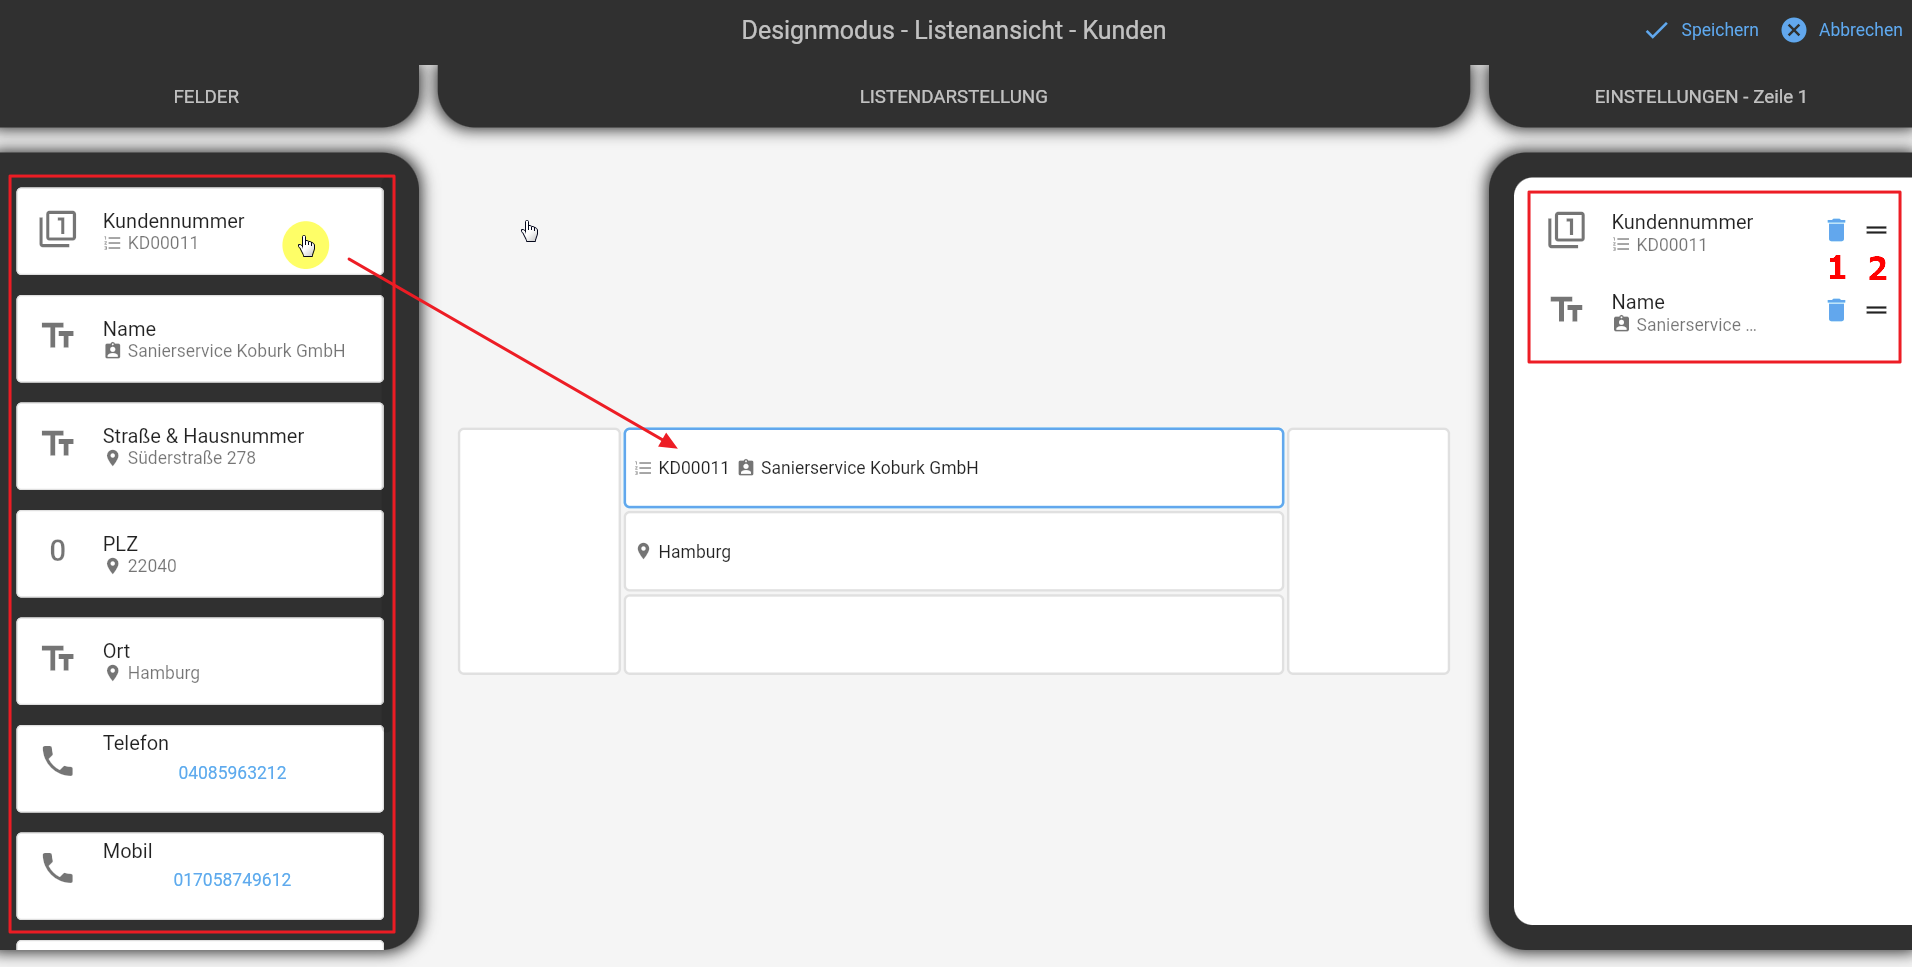 Designmodus - Listenansicht - Kunden
Speichern
Abbrechen
FELDER
LISTENDARSTELLUNG
EINSTELLUNGEN - Zeile 1
1
Kundennummer
KD00011
Name
Sanierservice Koburk GmbH
Straße & Hausnummer
Süderstraße 278
0
PLZ
22040
Ort
Hamburg
Telefon
04085963212
Mobil
017058749612
KD00011 Sanierservice Koburk GmbH
Hamburg
1
Kundennummer
KD00011
1 2
Name
Sanierservice ...